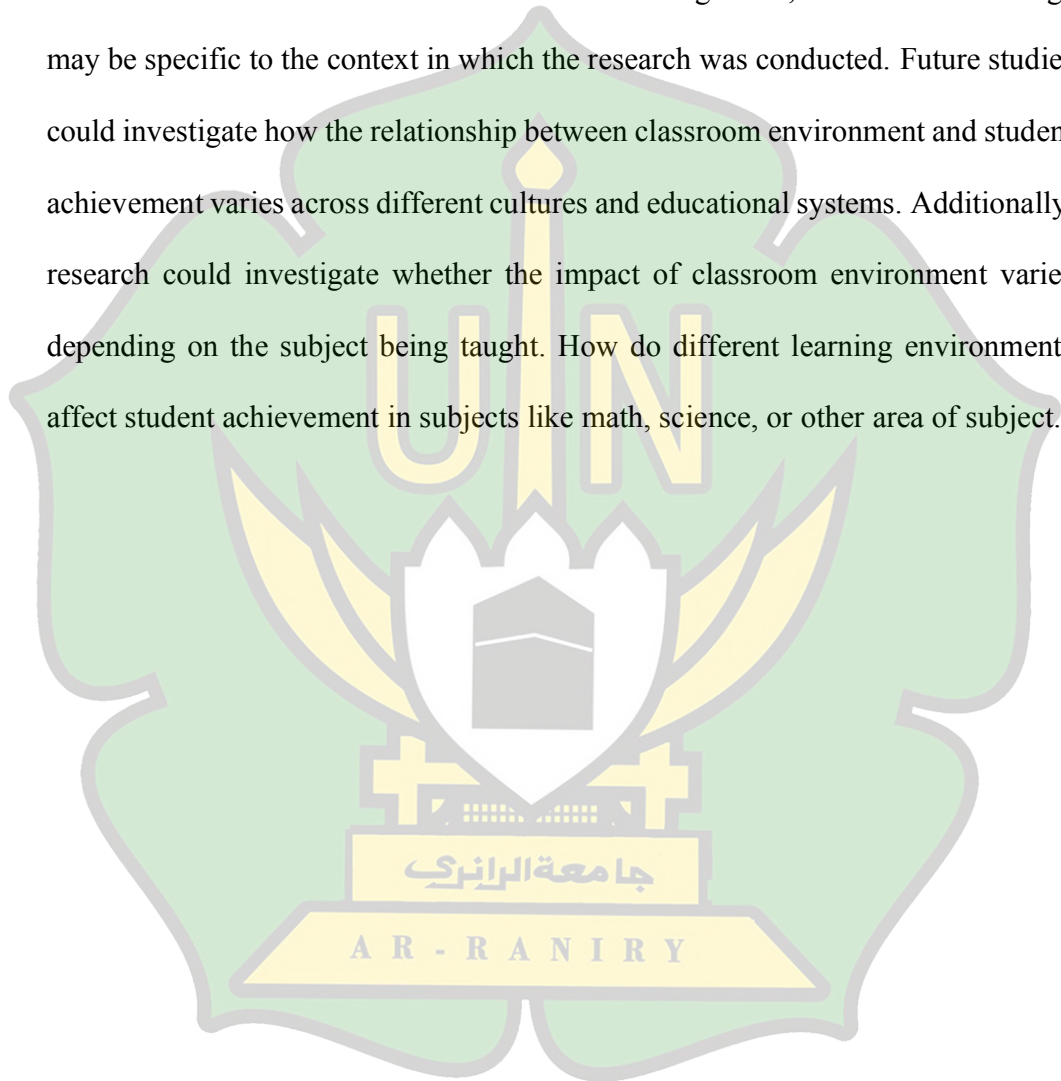 may be specific to the context in which the research was conducted. Future studie
could investigate how the relationship between classroom environment and studen
achievement varies across different cultures and educational systems. Additionally
research could investigate whether the impact of classroom environment varie
depending on the subject being taught. How do different learning environment
affect student achievement in subjects like math, science, or other area of subject.
UIN
جامعةالرانري
AR-RANIRY